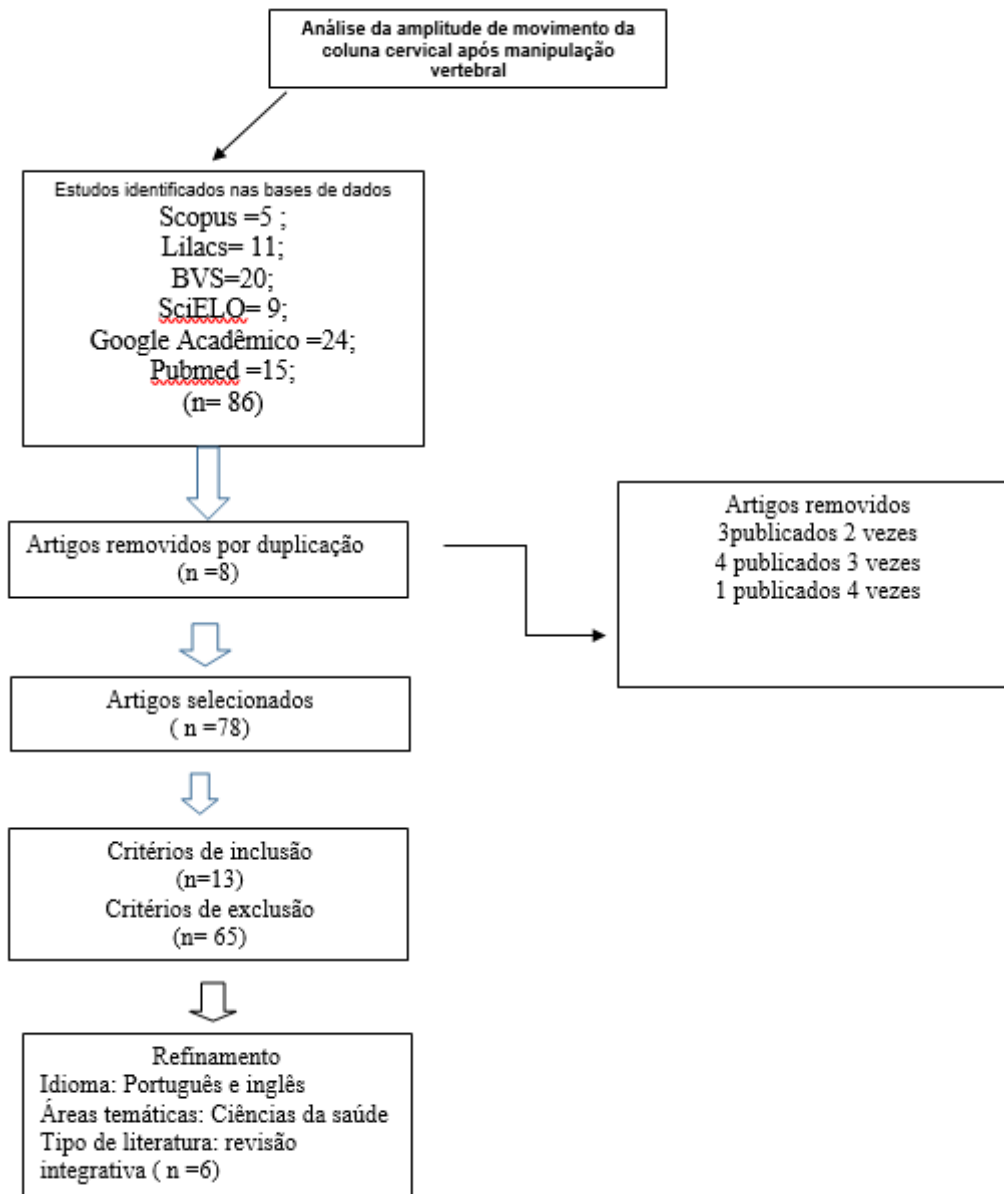 Análise da amplitude de movimento da
coluna cervical após manipulação
vertebral
Estudos identificados nas bases de dados
Scopus =5 ;
Lilacs= 11;
BVS=20;
SciELO= 9;
Google Acadêmico =24;
Pubmed =15;
(n= 86)
Artigos removidos por duplicação
(n =8)
Artigos removidos
3publicados 2 vezes
4 publicados 3 vezes
1 publicados 4 vezes
Artigos selecionados
( n =78)
Critérios de inclusão
(n=13)
Critérios de exclusão
(n= 65)
Refinamento
Idioma: Português e inglês
Áreas temáticas: Ciências da saúde
Tipo de literatura: revisão
integrativa ( n =6)